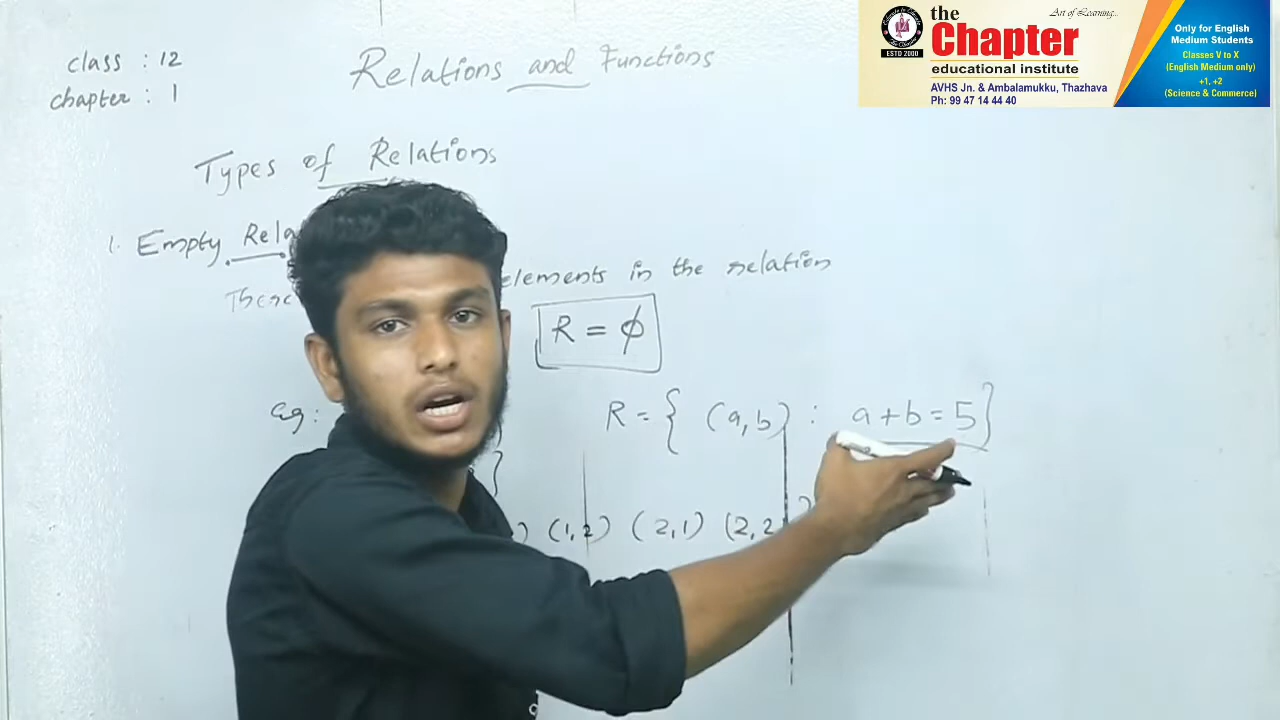 class : 12
chapter : 1
Relations and Functions
Types of Relations
1. Empty Rela
There elements in the relation
R = ϕ
eg:
R = { (a,b) : a+b=5}
}
) (1,2) (2,1) (2,2
the
Chapter
educational institute
AVHS Jn. & Ambalamukku, Thazhava
Ph: 99 47 14 44 40
ESTD 2000
Art of Learning...
Only for English
Medium Students
Classes V to X
(English Medium only)
+1, +2
(Science & Commerce)